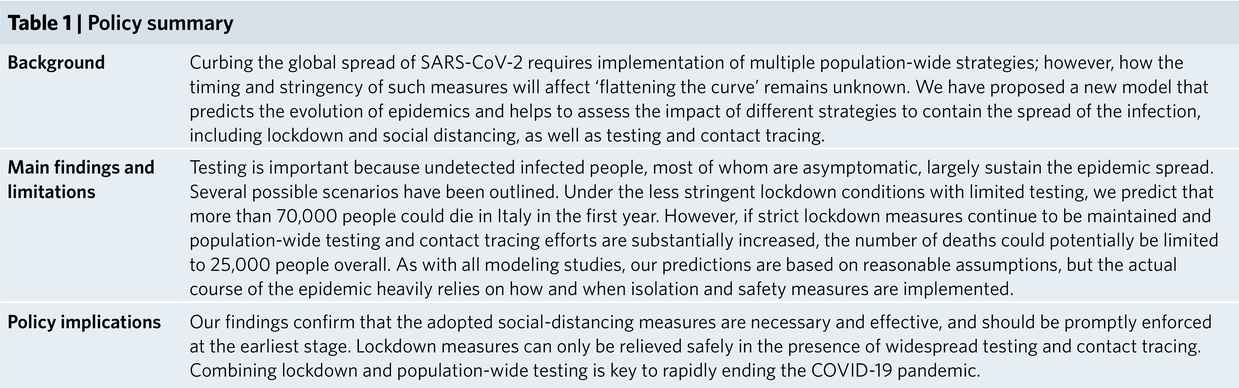 Table 1 | Policy summary
Background
Curbing the global spread of SARS-CoV-2 requires implementation of multiple population-wide strategies; however, how the
timing and stringency of such measures will affect ‘flattening the curve’ remains unknown. We have proposed a new model that
predicts the evolution of epidemics and helps to assess the impact of different strategies to contain the spread of the infection,
including lockdown and social distancing, as well as testing and contact tracing.
Main findings and
limitations
Testing is important because undetected infected people, most of whom are asymptomatic, largely sustain the epidemic spread.
Several possible scenarios have been outlined. Under the less stringent lockdown conditions with limited testing, we predict that
more than 70,000 people could die in Italy in the first year. However, if strict lockdown measures continue to be maintained and
population-wide testing and contact tracing efforts are substantially increased, the number of deaths could potentially be limited
to 25,000 people overall. As with all modeling studies, our predictions are based on reasonable assumptions, but the actual
course of the epidemic heavily relies on how and when isolation and safety measures are implemented.
Policy implications
Our findings confirm that the adopted social-distancing measures are necessary and effective, and should be promptly enforced
at the earliest stage. Lockdown measures can only be relieved safely in the presence of widespread testing and contact tracing.
Combining lockdown and population-wide testing is key to rapidly ending the COVID-19 pandemic.